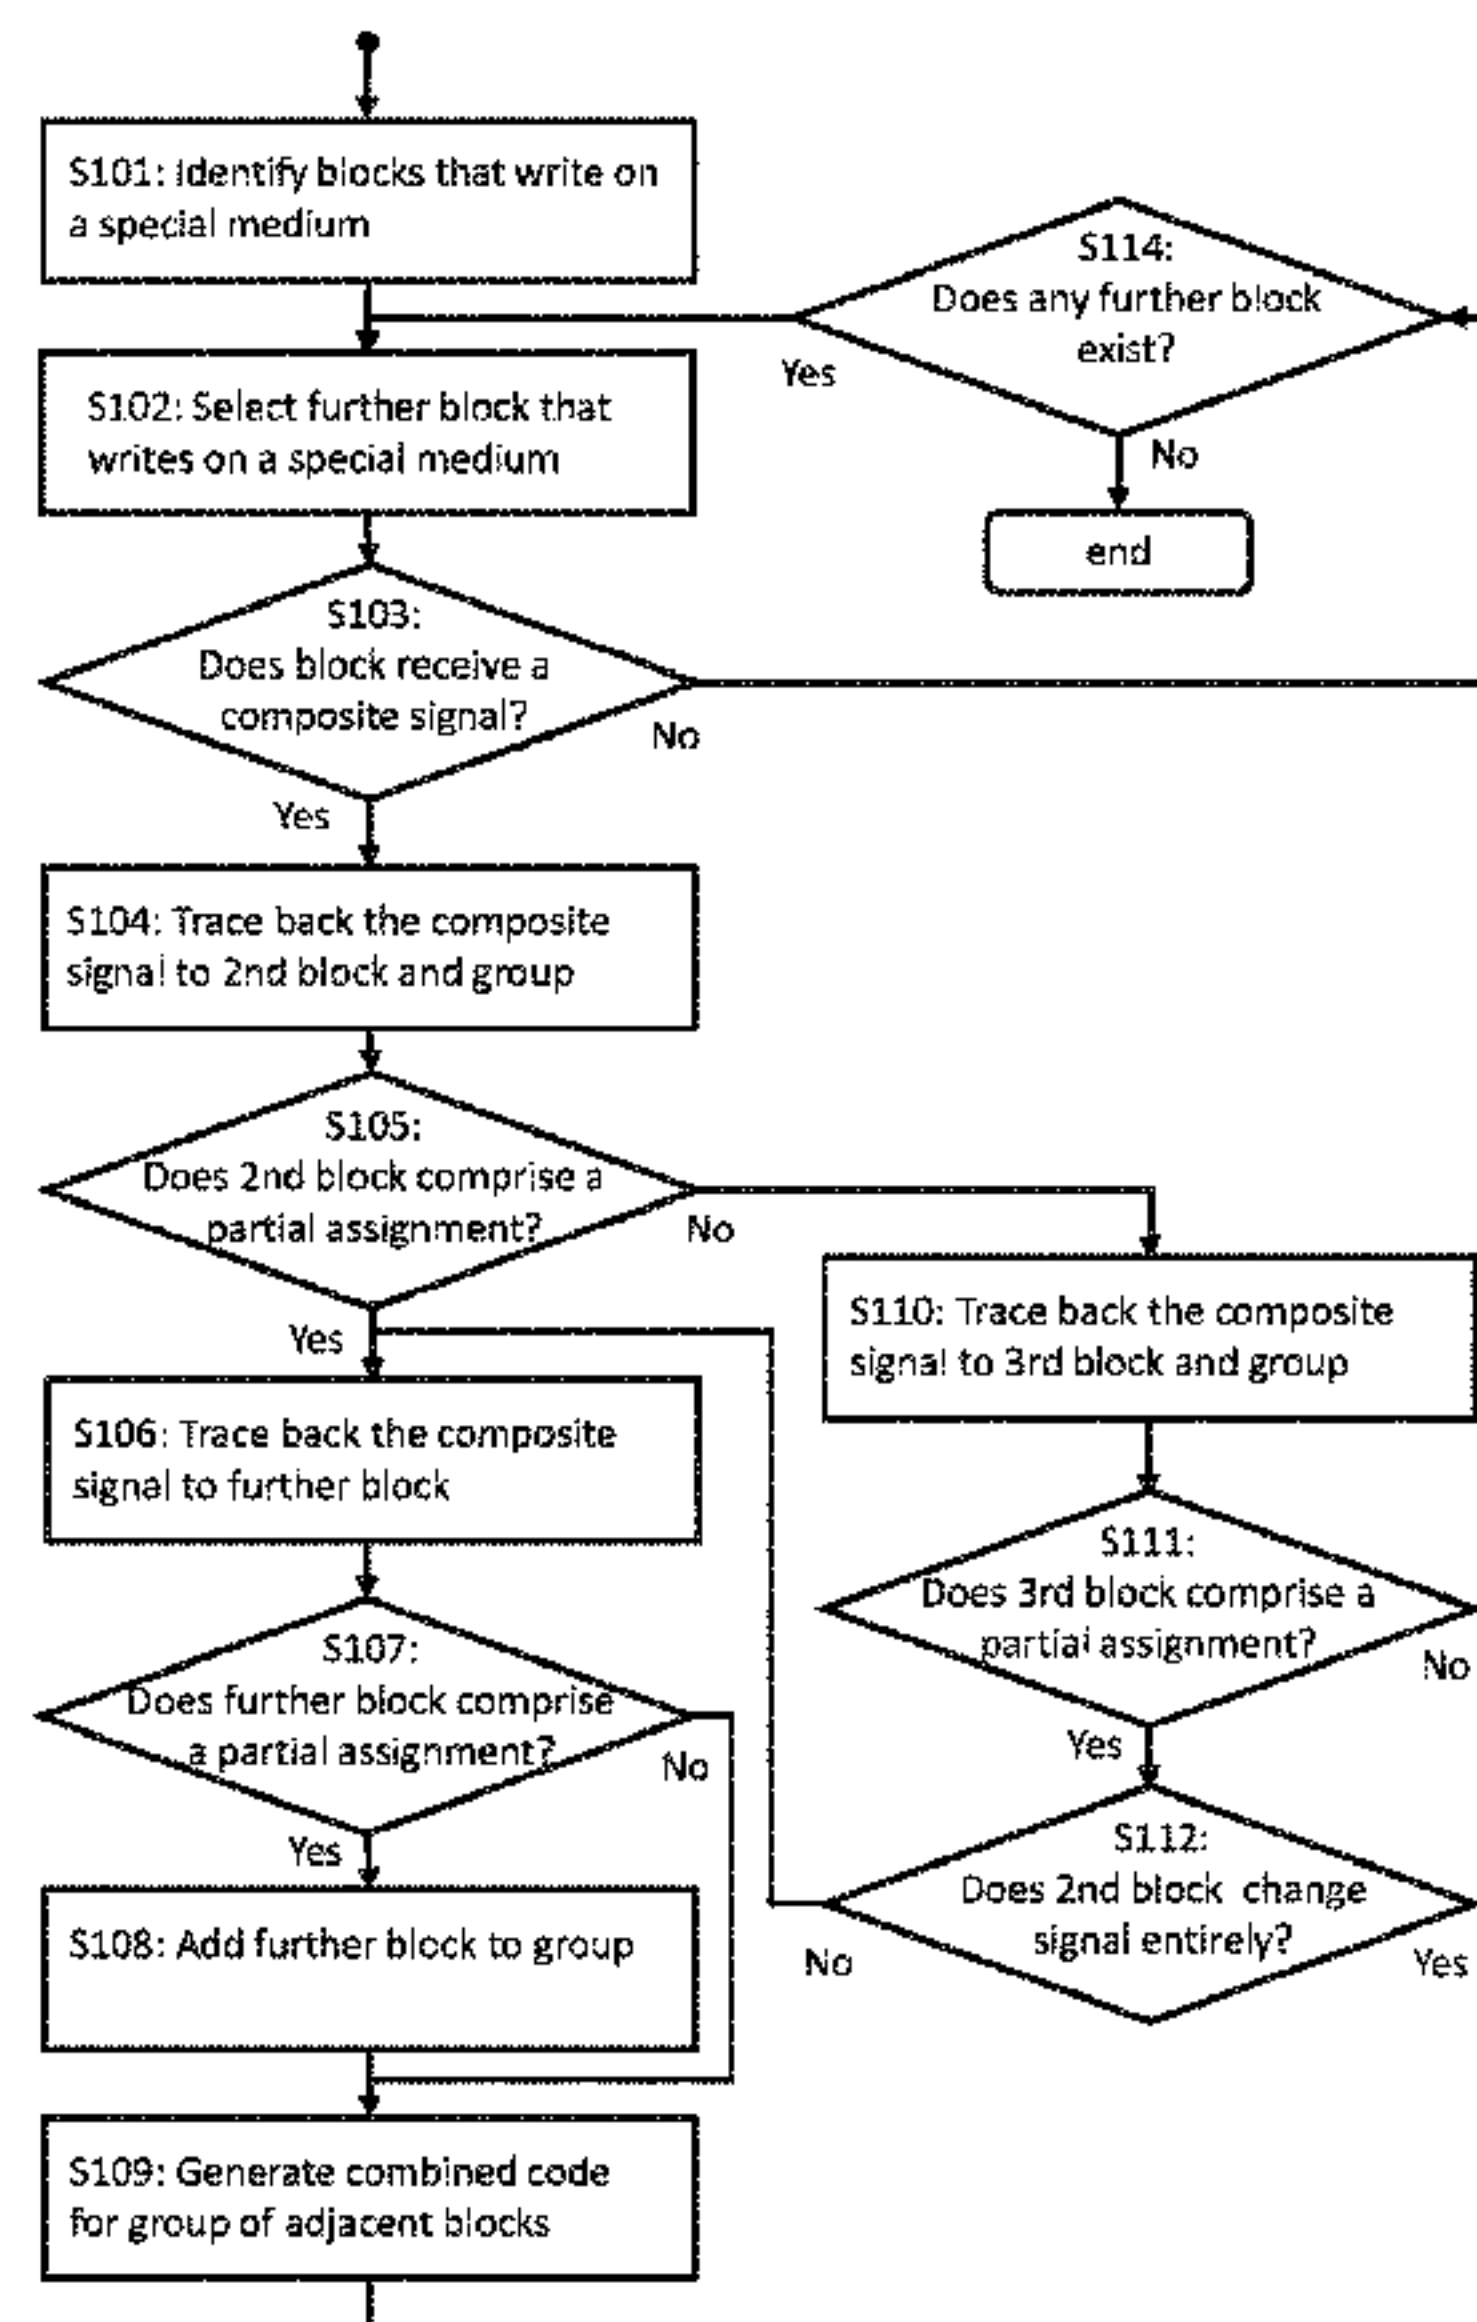 S101: Identify blocks that write on
a special medium
S114:
Does any further block
exist?
Yes
No
end
S102: Select further block that
writes on a special medium
S103:
Does block receive a
composite signal?
No
Yes
S104: Trace back the composite
signal to 2nd block and group
S105:
Does 2nd block comprise a
partial assignment?
No
Yes
S110: Trace back the composite
signal to 3rd block and group
S106: Trace back the composite
signal to further block
S111:
Does 3rd block comprise a
partial assignment?
No
Yes
S107:
Does further block comprise
a partial assignment?
No
Yes
S112:
Does 2nd block change
signal entirely?
No
Yes
S108: Add further block to group
S109: Generate combined code
for group of adjacent blocks